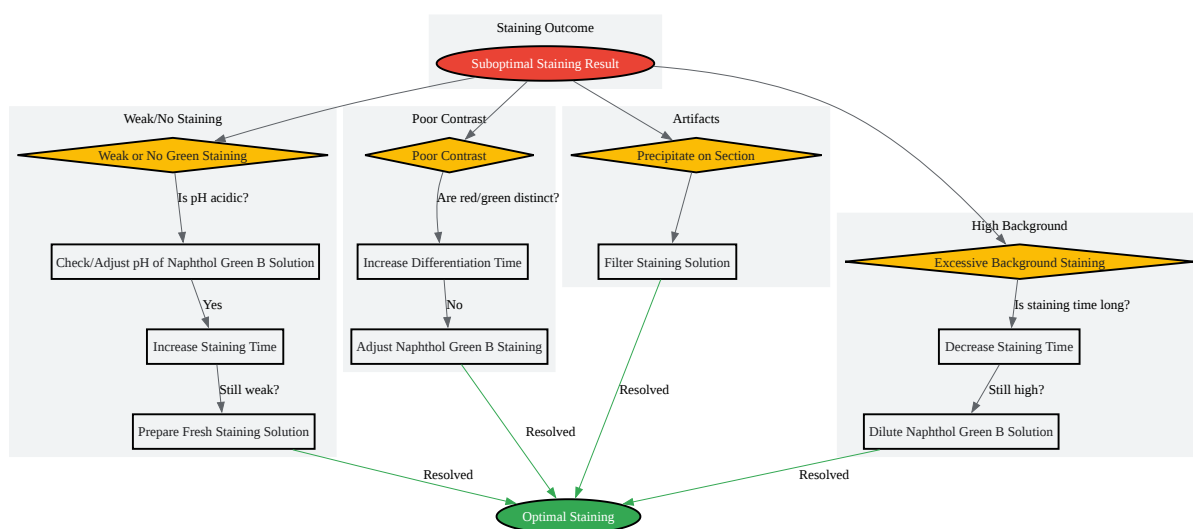 Staining Outcome
Suboptimal Staining Result
Weak/No Staining
Poor Contrast
Artifacts
Weak or No Green Staining
Poor Contrast
Precipitate on Section
Is pH acidic?
Are red/green distinct?
High Background
Check/Adjust pH of Naphthol Green B Solution
Increase Differentiation Time
Filter Staining Solution
Excessive Background Staining
Yes
No
Is staining time long?
Increase Staining Time
Adjust Naphthol Green B Staining
Decrease Staining Time
Still weak?
Resolved
Still high?
Prepare Fresh Staining Solution
Resolved
Dilute Naphthol Green B Solution
Resolved
Resolved
Optimal Staining